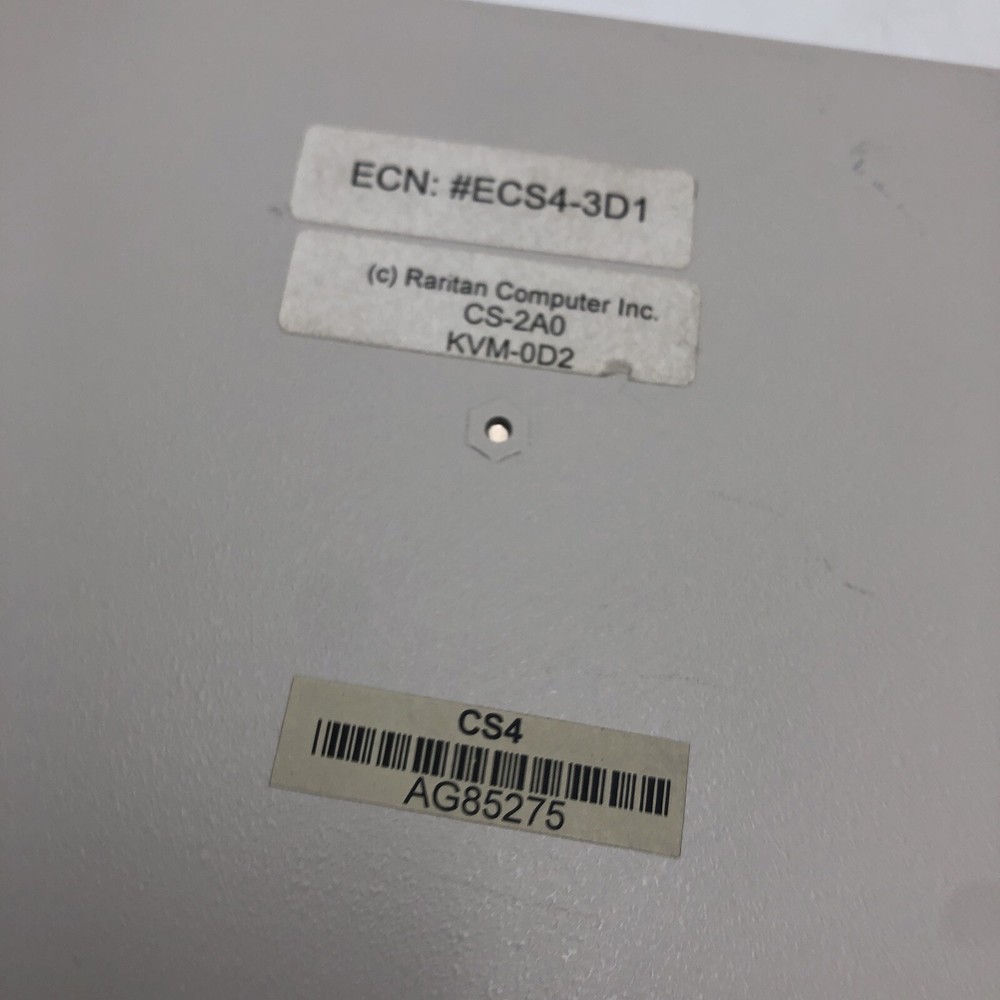 ECN: #ECS4-3D1
(c) Raritan Computer Inc.
CS-2A0
KVM-0D2
CS4
AG85275